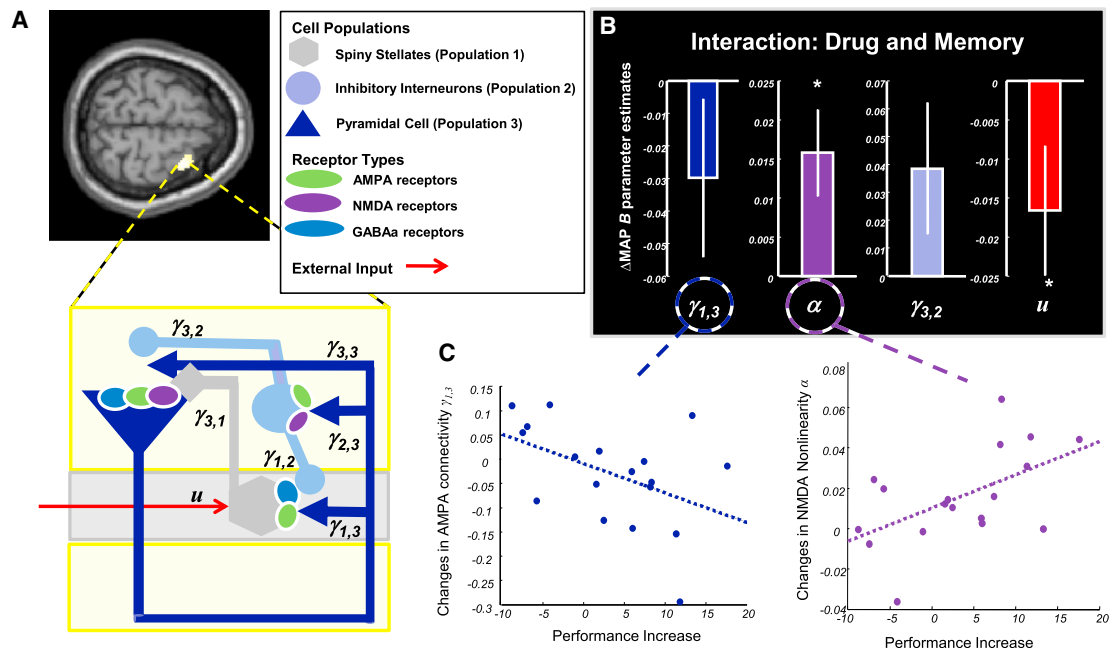 A
Cell Populations
Spiny Stellates (Population 1)
Inhibitory Interneurons (Population 2)
Pyramidal Cell (Population 3)
Receptor Types
AMPA receptors
NMDA receptors
GABAa receptors
External Input
γ3,2
γ3,3
γ3,1
γ2,3
γ1,2
u
γ1,3
B
Interaction: Drug and Memory
ΔMAP B parameter estimates
0
-0.01
-0.02
-0.03
-0.04
-0.05
-0.06
γ1,3
0.025
0.02
0.015
0.01
0.005
0
*
α
0.07
0.06
0.05
0.04
0.03
0.02
0.01
0
γ3,2
0
-0.005
-0.01
-0.015
-0.02
-0.025
*
u
C
Changes in AMPA connectivity γ1,3
0.15
0.1
0.05
0
-0.05
-0.1
-0.15
-0.2
-0.25
-0.3
-10 -5 0 5 10 15 20
Performance Increase
Changes in NMDA Nonlinearity α
0.08
0.06
0.04
0.02
0
-0.02
-0.04
-10 -5 0 5 10 15 20
Performance Increase